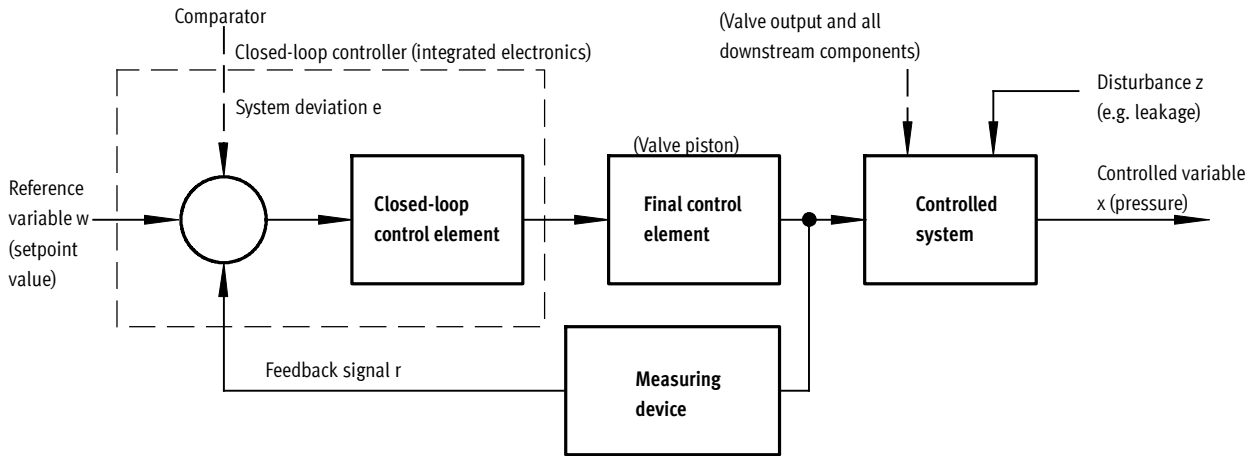 Comparator
Closed-loop controller (integrated electronics)
System deviation e
(Valve output and all
downstream components)
Disturbance z
(e.g. leakage)
(Valve piston)
Reference
variable w
(setpoint
value)
Closed-loop
control element
Final control
element
Controlled
system
Controlled variable
x (pressure)
Feedback signal r
Measuring
device